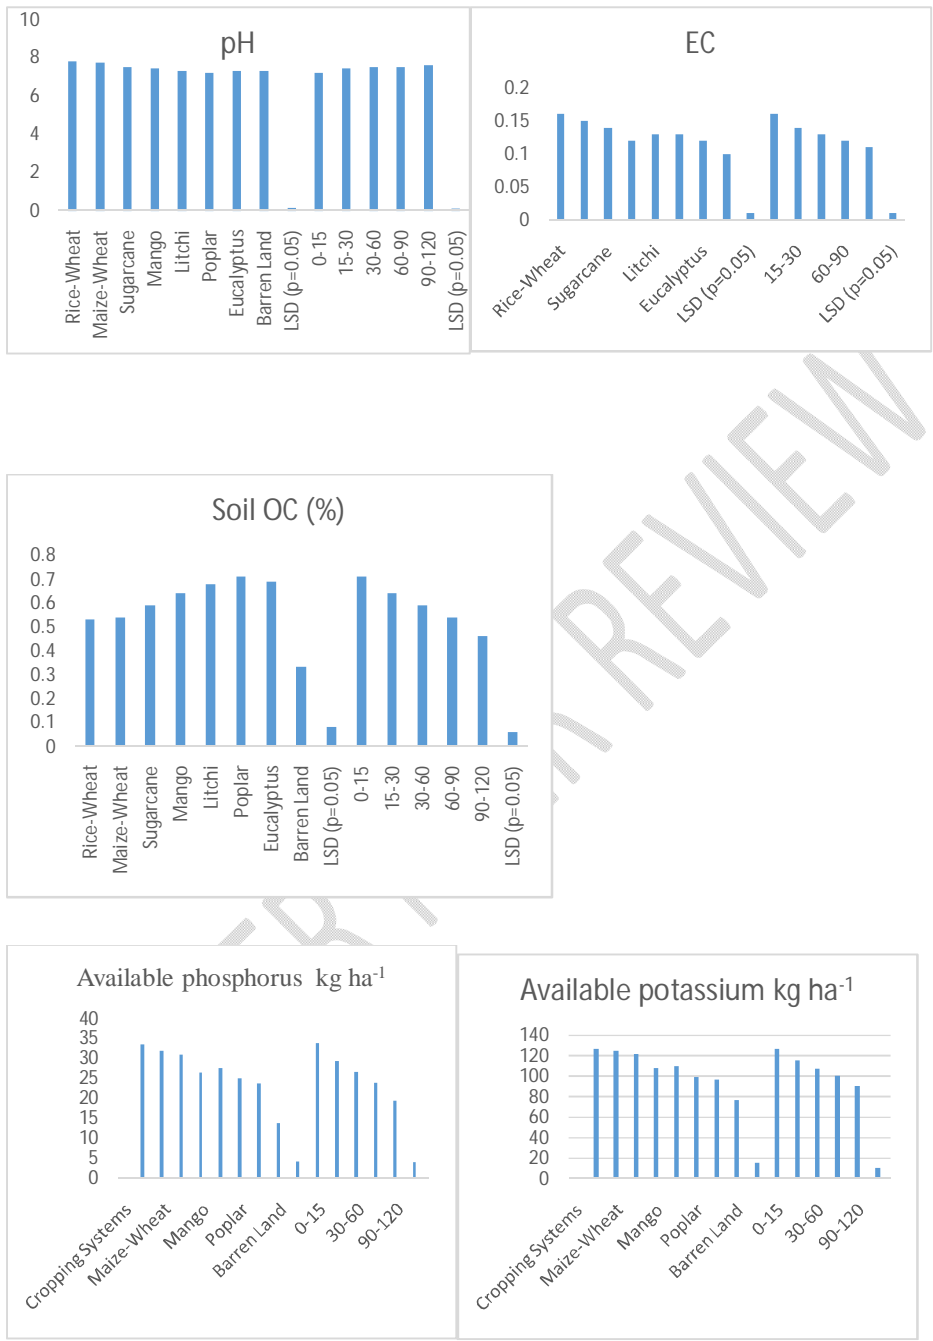 pH
10
8
6
4
2
0
Rice-Wheat
Maize-Wheat
Sugarcane
Mango
Litchi
Poplar
Eucalyptus
Barren Land
LSD (p=0.05)
0-15
15-30
30-60
60-90
90-120
LSD (p=0.05)
EC
0.2
0.15
0.1
0.05
0
Rice-Wheat
Sugarcane
Litchi
Eucalyptus
LSD (p=0.05)
15-30
60-90
LSD (p=0.05)
Soil OC (%)
0.8
0.7
0.6
0.5
0.4
0.3
0.2
0.1
0
Rice-Wheat
Maize-Wheat
Sugarcane
Mango
Litchi
Poplar
Eucalyptus
Barren Land
LSD (p=0.05)
0-15
15-30
30-60
60-90
90-120
LSD (p=0.05)
Available phosphorus kg ha-1
40
35
30
25
20
15
10
5
0
Cropping Systems
Maize-Wheat
Mango
Poplar
Barren Land
0-15
30-60
90-120
Available potassium kg ha-1
140
120
100
80
60
40
20
0
Cropping Systems
Maize-Wheat
Mango
Poplar
Barren Land
0-15
30-60
90-120
REVIEW